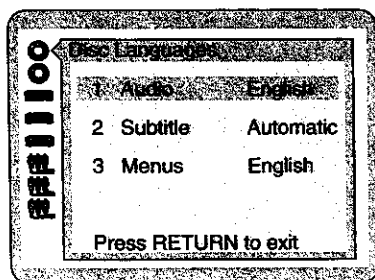 Disc Languages
1 Audio English
2 Subtitle Automatic
3 Menus English
Press RETURN to exit